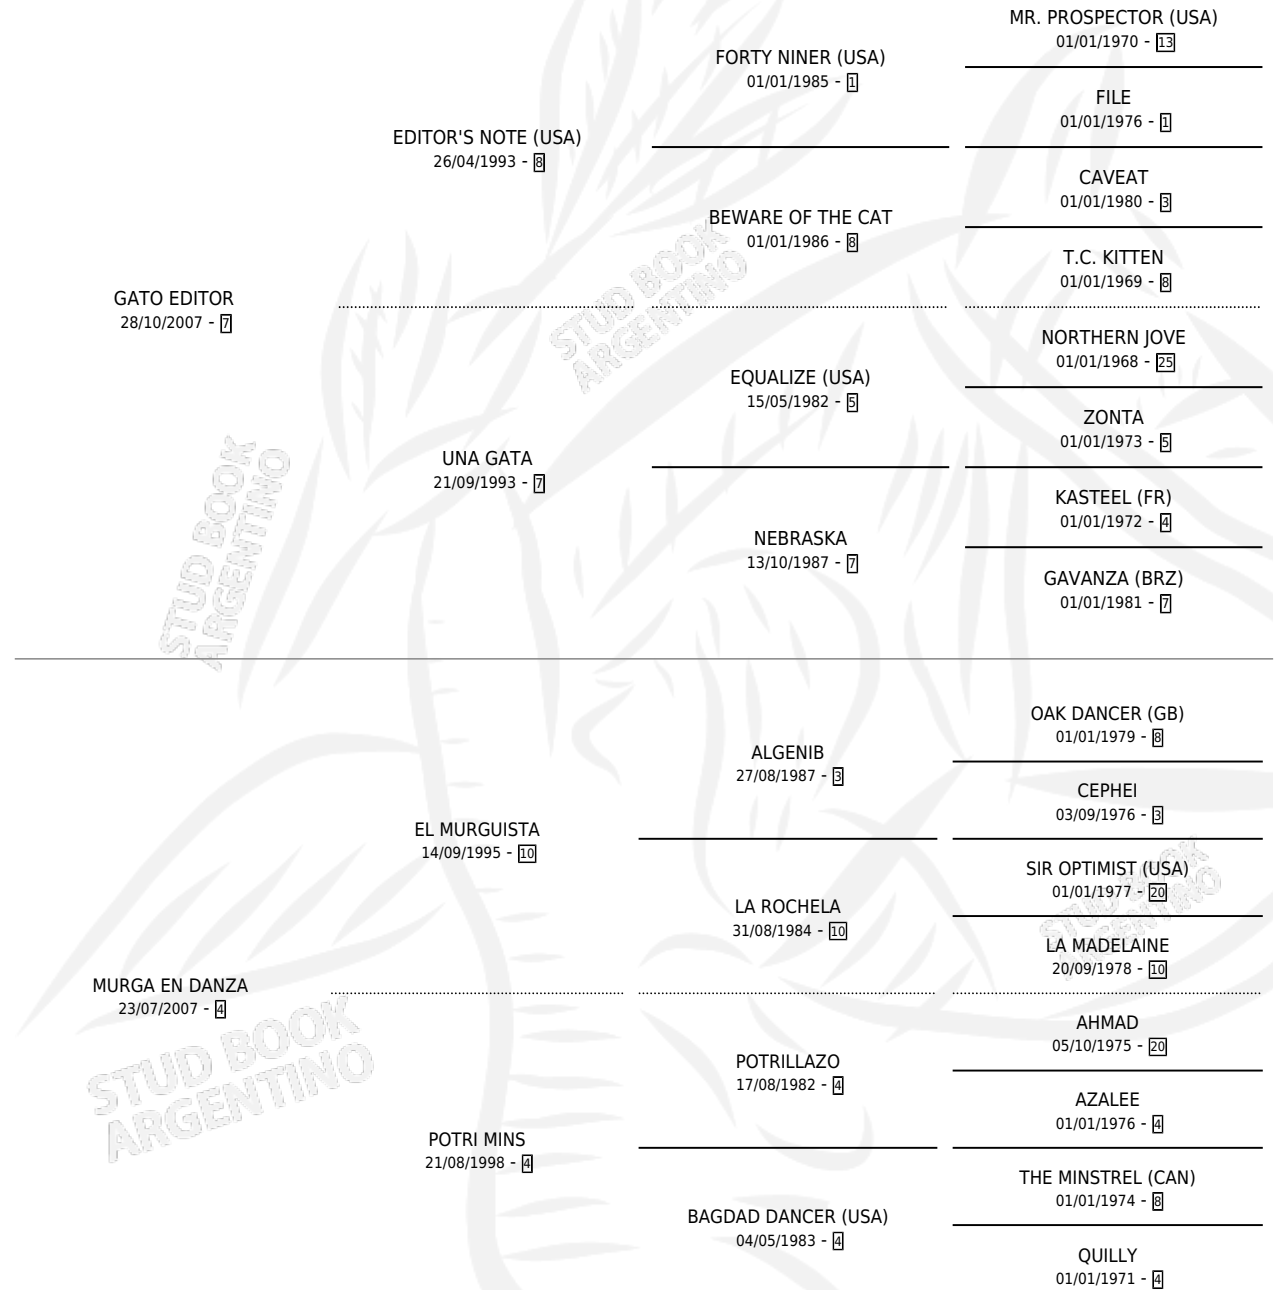 MR. PROSPECTOR (USA)
01/01/1970 - 13
FORTY NINER (USA)
01/01/1985 - 1
FILE
01/01/1976 - 1
EDITOR'S NOTE (USA)
26/04/1993 - 8
CAVEAT
01/01/1980 - 3
BEWARE OF THE CAT
01/01/1986 - 8
T.C. KITTEN
01/01/1969 - 8
GATO EDITOR
28/10/2007 - 7
STUD BOOK
ARGENTINO
NORTHERN JOVE
01/01/1968 - 25
EQUALIZE (USA)
15/05/1982 - 5
ZONTA
01/01/1973 - 5
UNA GATA
21/09/1993 - 7
KASTEEL (FR)
01/01/1972 - 4
NEBRASKA
13/10/1987 - 7
GAVANZA (BRZ)
01/01/1981 - 7
STUD BOOK
ARGENTINO
OAK DANCER (GB)
01/01/1979 - 8
ALGENIB
27/08/1987 - 3
CEPHEI
03/09/1976 - 3
EL MURGUISTA
14/09/1995 - 10
SIR OPTIMIST (USA)
01/01/1977 - 20
LA ROCHELA
31/08/1984 - 10
STUD BOOK
ARGENTINO
LA MADELAINE
20/09/1978 - 10
MURGA EN DANZA
23/07/2007 - 4
STUD BOOK
ARGENTINO
AHMAD
05/10/1975 - 20
POTRILLAZO
17/08/1982 - 4
AZALEE
01/01/1976 - 4
POTRI MINS
21/08/1998 - 4
THE MINSTREL (CAN)
01/01/1974 - 8
BAGDAD DANCER (USA)
04/05/1983 - 4
QUILLY
01/01/1971 - 4